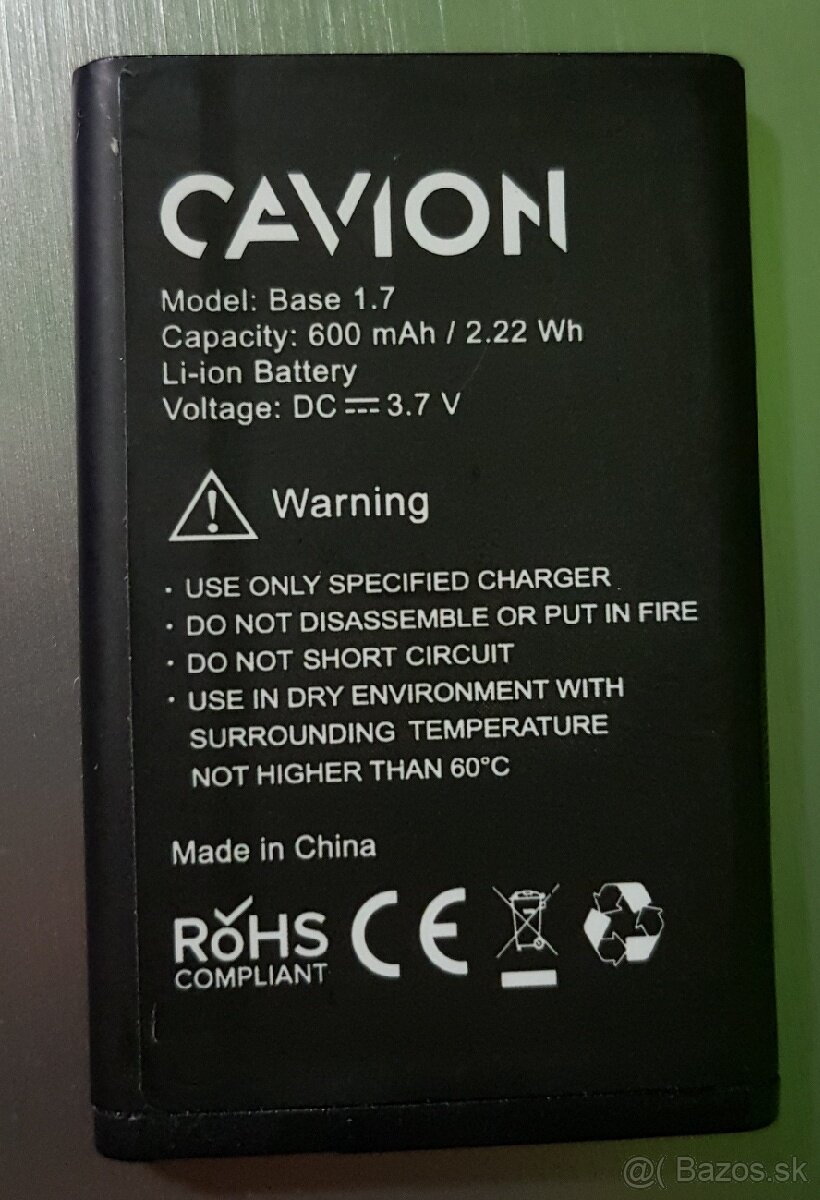 CAVION
Model: Base 1.7
Capacity: 600 mAh / 2.22 Wh
Li-ion Battery
Voltage: DC ⎓ 3.7 V
Warning
· USE ONLY SPECIFIED CHARGER
· DO NOT DISASSEMBLE OR PUT IN FIRE
· DO NOT SHORT CIRCUIT
· USE IN DRY ENVIRONMENT WITH
SURROUNDING TEMPERATURE
NOT HIGHER THAN 60°C
Made in China
RoHS CE
COMPLIANT
@( Bazos.sk